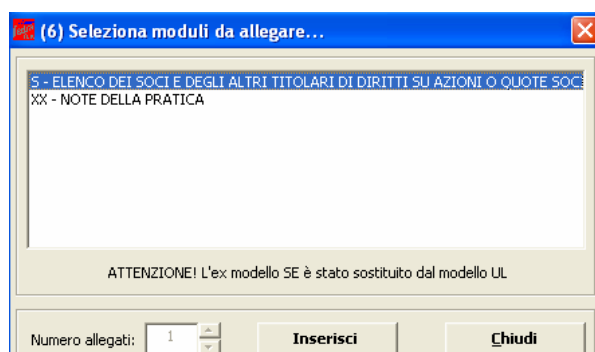 (6) Seleziona moduli da allegare...
S - ELENCO DEI SOCI E DEGLI ALTRI TITOLARI DI DIRITTI SU AZIONI O QUOTE SOC
XX - NOTE DELLA PRATICA
ATTENZIONE! L'ex modello SE è stato sostituito dal modello UL
Numero allegati: 1 Inserisci Chiudi